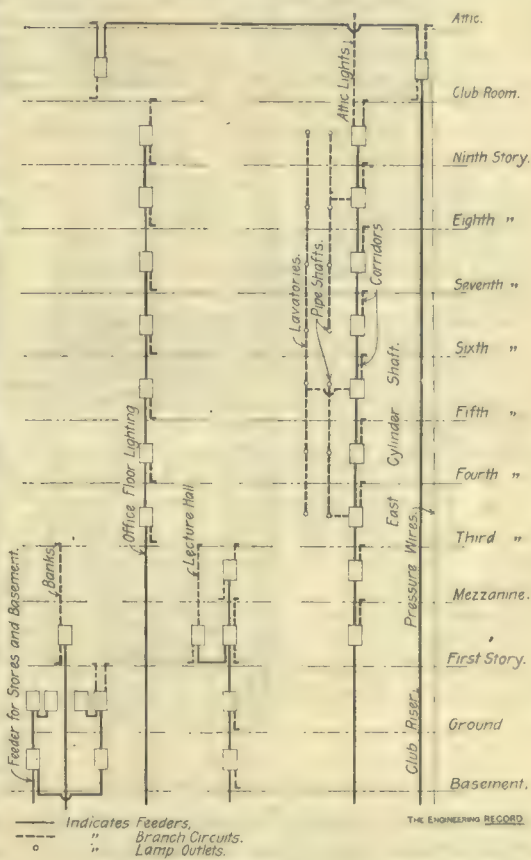 Attic.
Attic Lights.
Club Room.
Ninth Story.
Eighth "
Lavatories.
Pipe Shafts.
Corridors
Seventh "
Sixth "
East Cylinder Shaft.
Fifth "
Office Floor Lighting
Fourth "
Lecture Hall
Pressure Wires.
Third "
Feeder for Stores and Basement.
Banks.
Mezzanine.
First Story.
Club Riser.
Ground
Basement.
Indicates Feeders.
" Branch Circuits.
" Lamp Outlets.
THE ENGINEERING RECORD